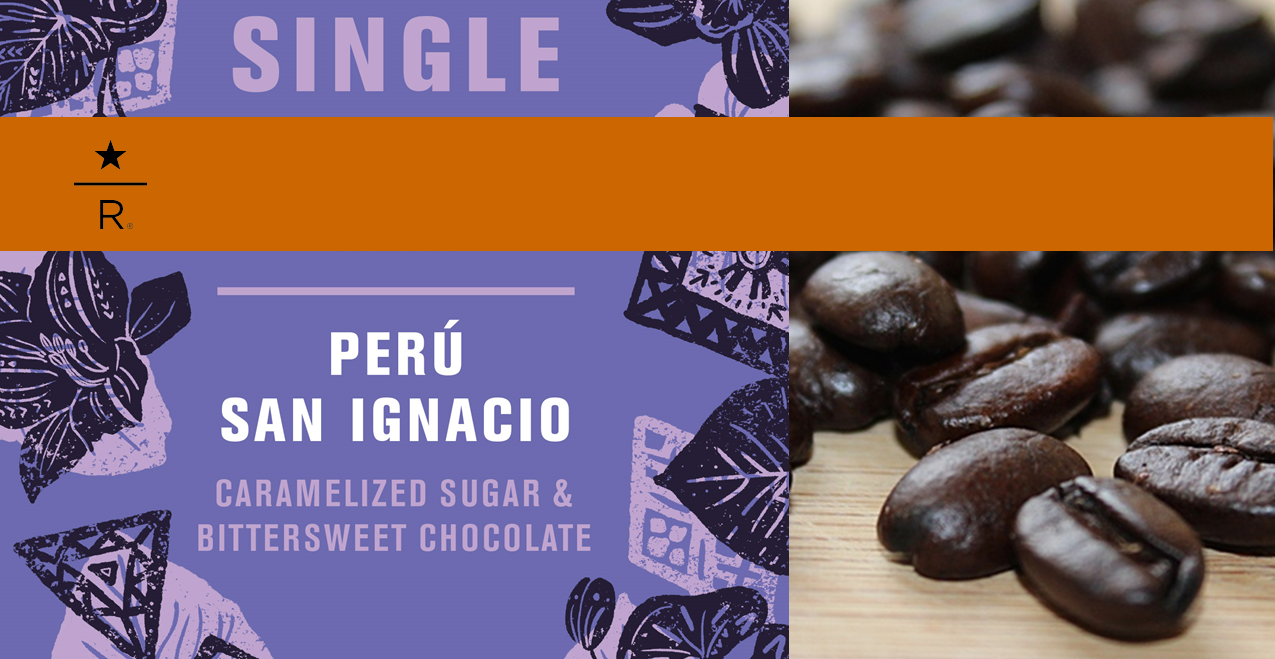 SINGLE
R®
PERÚ
SAN IGNACIO
CARAMELIZED SUGAR &
BITTERSWEET CHOCOLATE